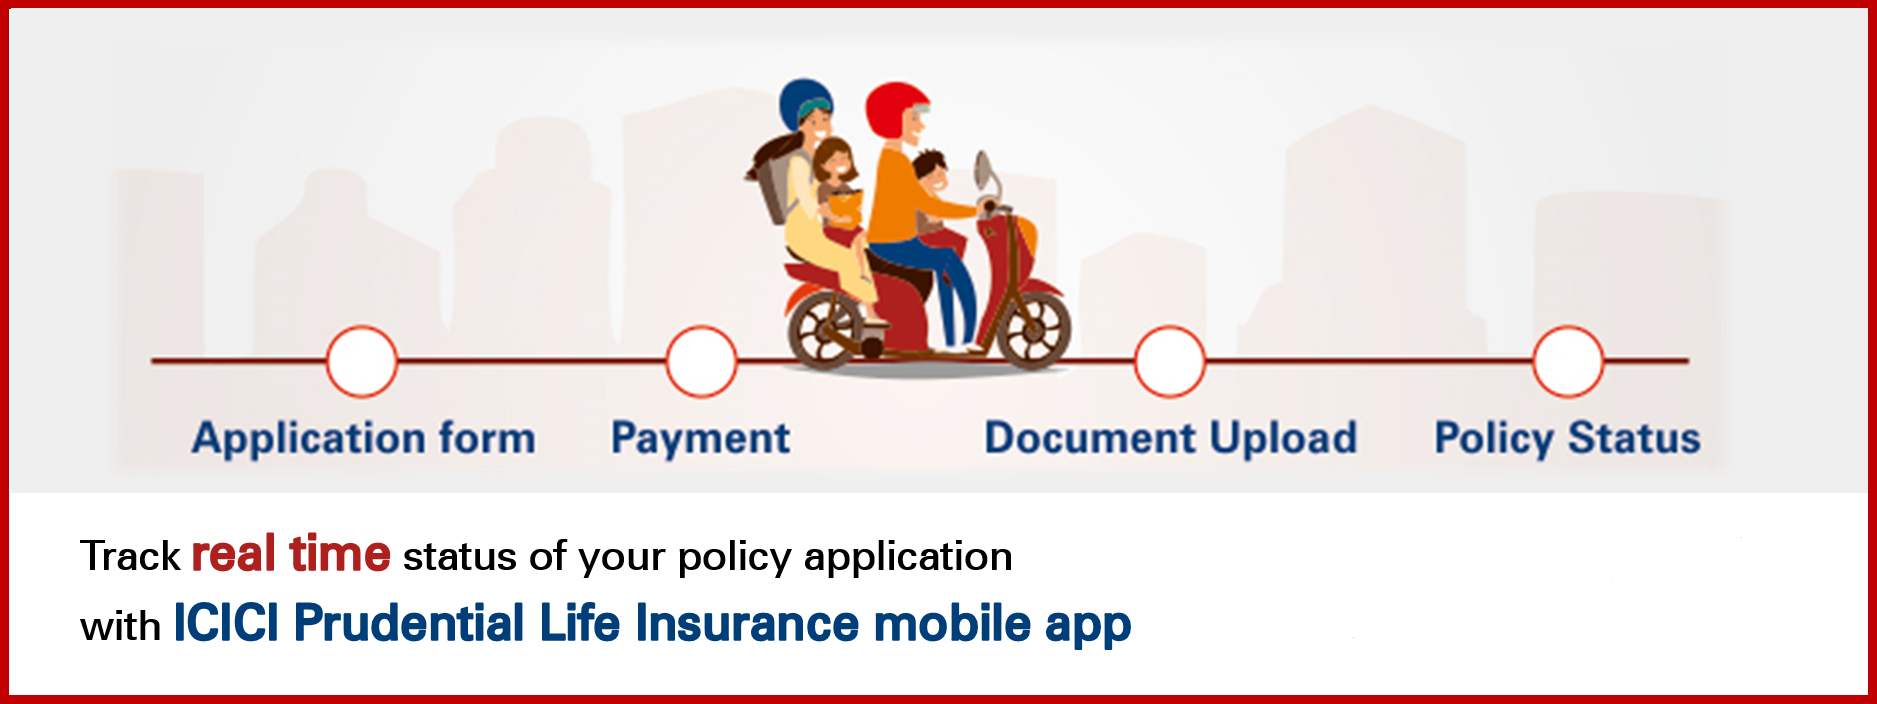 Application form Payment Document Upload Policy Status
Track real time status of your policy application
with ICICI Prudential Life Insurance mobile app